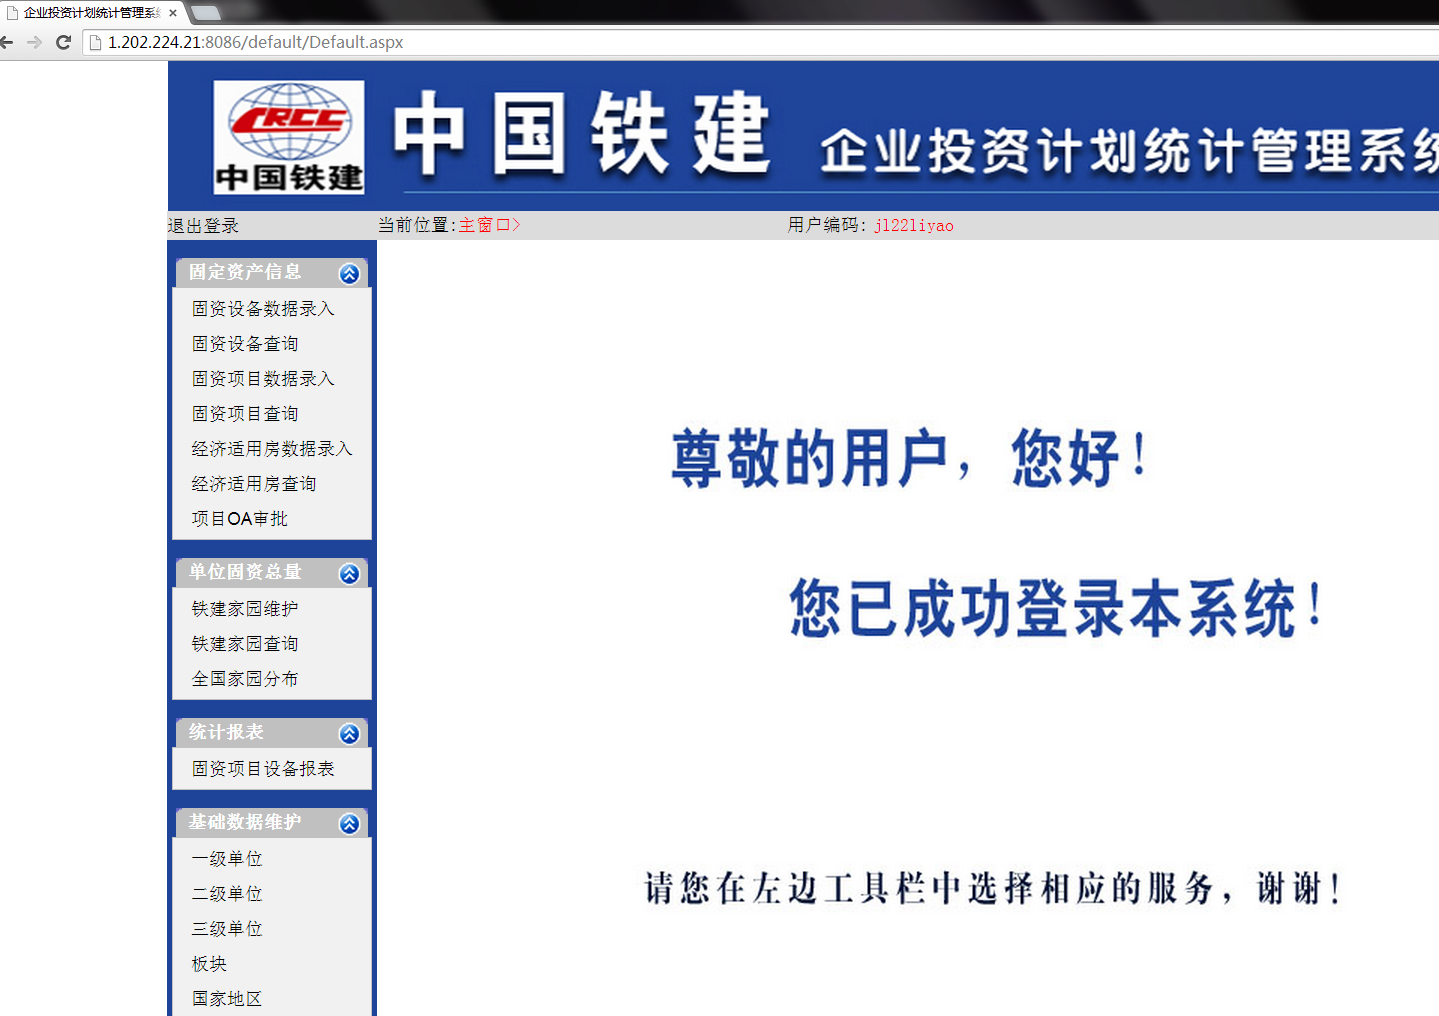 企业投资计划统计管理系统
1.202.224.21:8086/default/Default.aspx
CRCC
中国铁建
中国铁建 企业投资计划统计管理系统
退出登录 当前位置:主窗口> 用户编码: jl22liyao
固定资产信息
固资设备数据录入
固资设备查询
固资项目数据录入
固资项目查询
经济适用房数据录入
经济适用房查询
项目OA审批
单位固资总量
铁建家园维护
铁建家园查询
全国家园分布
统计报表
固资项目设备报表
基础数据维护
一级单位
二级单位
三级单位
板块
国家地区
尊敬的用户，您好！
您已成功登录本系统！
请您在左边工具栏中选择相应的服务，谢谢！